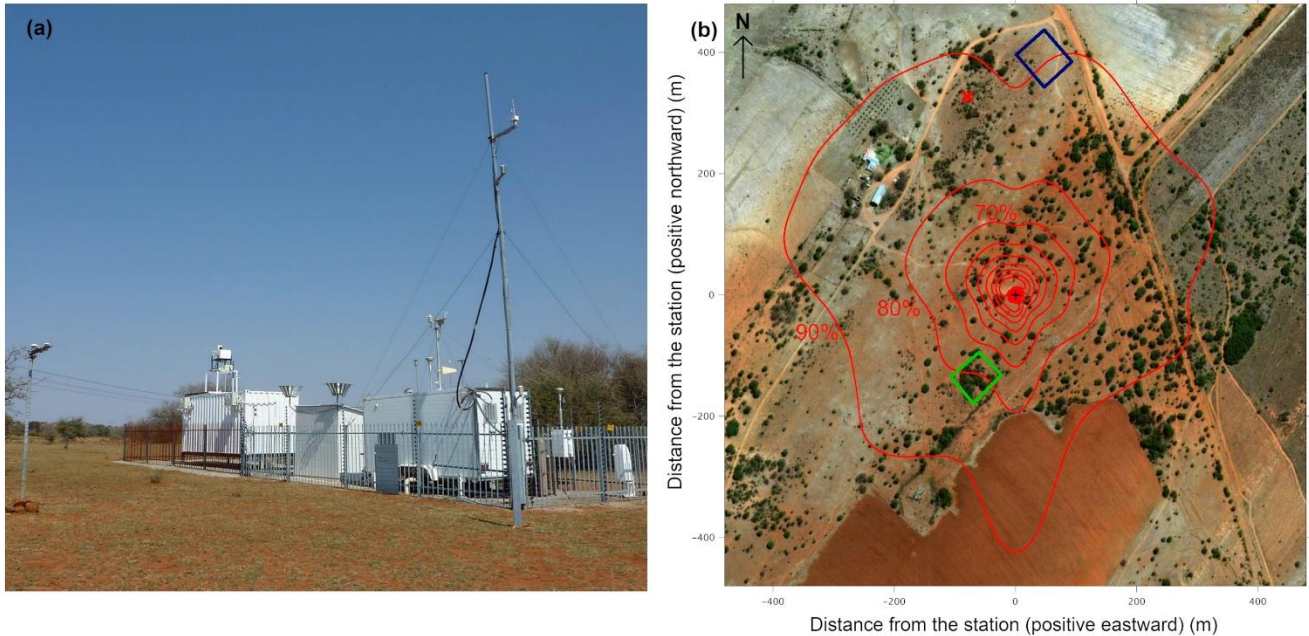 (a)
(b)
N
Distance from the station (positive northward) (m)
400
200
0
-200
-400
70%
80%
90%
-400
-200
0
200
400
Distance from the station (positive eastward) (m)